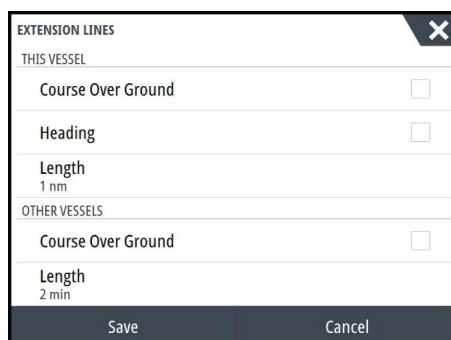 EXTENSION LINES
THIS VESSEL
Course Over Ground
Heading
Length
1 nm
OTHER VESSELS
Course Over Ground
Length
2 min
Save Cancel